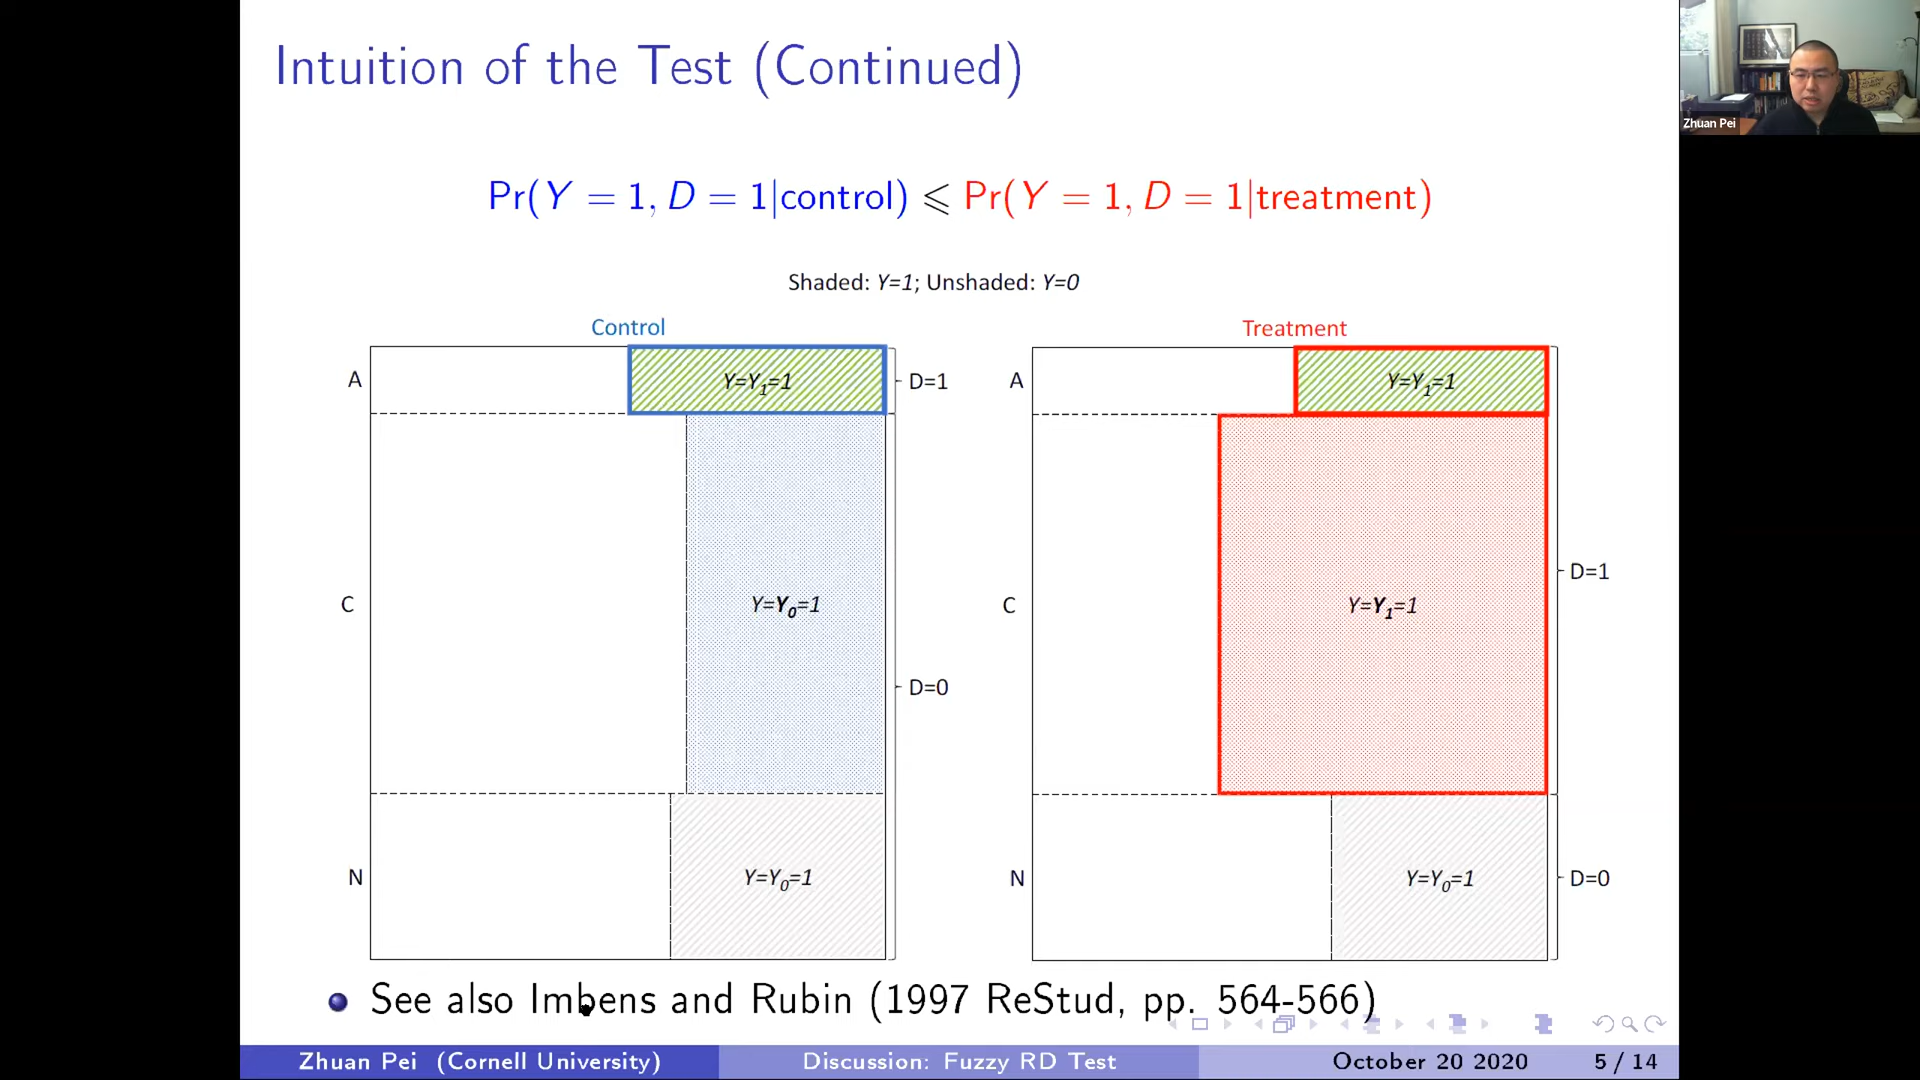 Intuition of the Test (Continued)
Zhuan Pei
Pr(Y = 1, D = 1|control) ⩽ Pr(Y = 1, D = 1|treatment)
Shaded: Y=1; Unshaded: Y=0
Control
Treatment
A
Y=Y₁=1
D=1
A
Y=Y₁=1
C
Y=Y₀=1
D=0
C
Y=Y₁=1
D=1
N
Y=Y₀=1
N
Y=Y₀=1
D=0
See also Imbens and Rubin (1997 ReStud, pp. 564-566)
Zhuan Pei (Cornell University)
Discussion: Fuzzy RD Test
October 20 2020
5 / 14